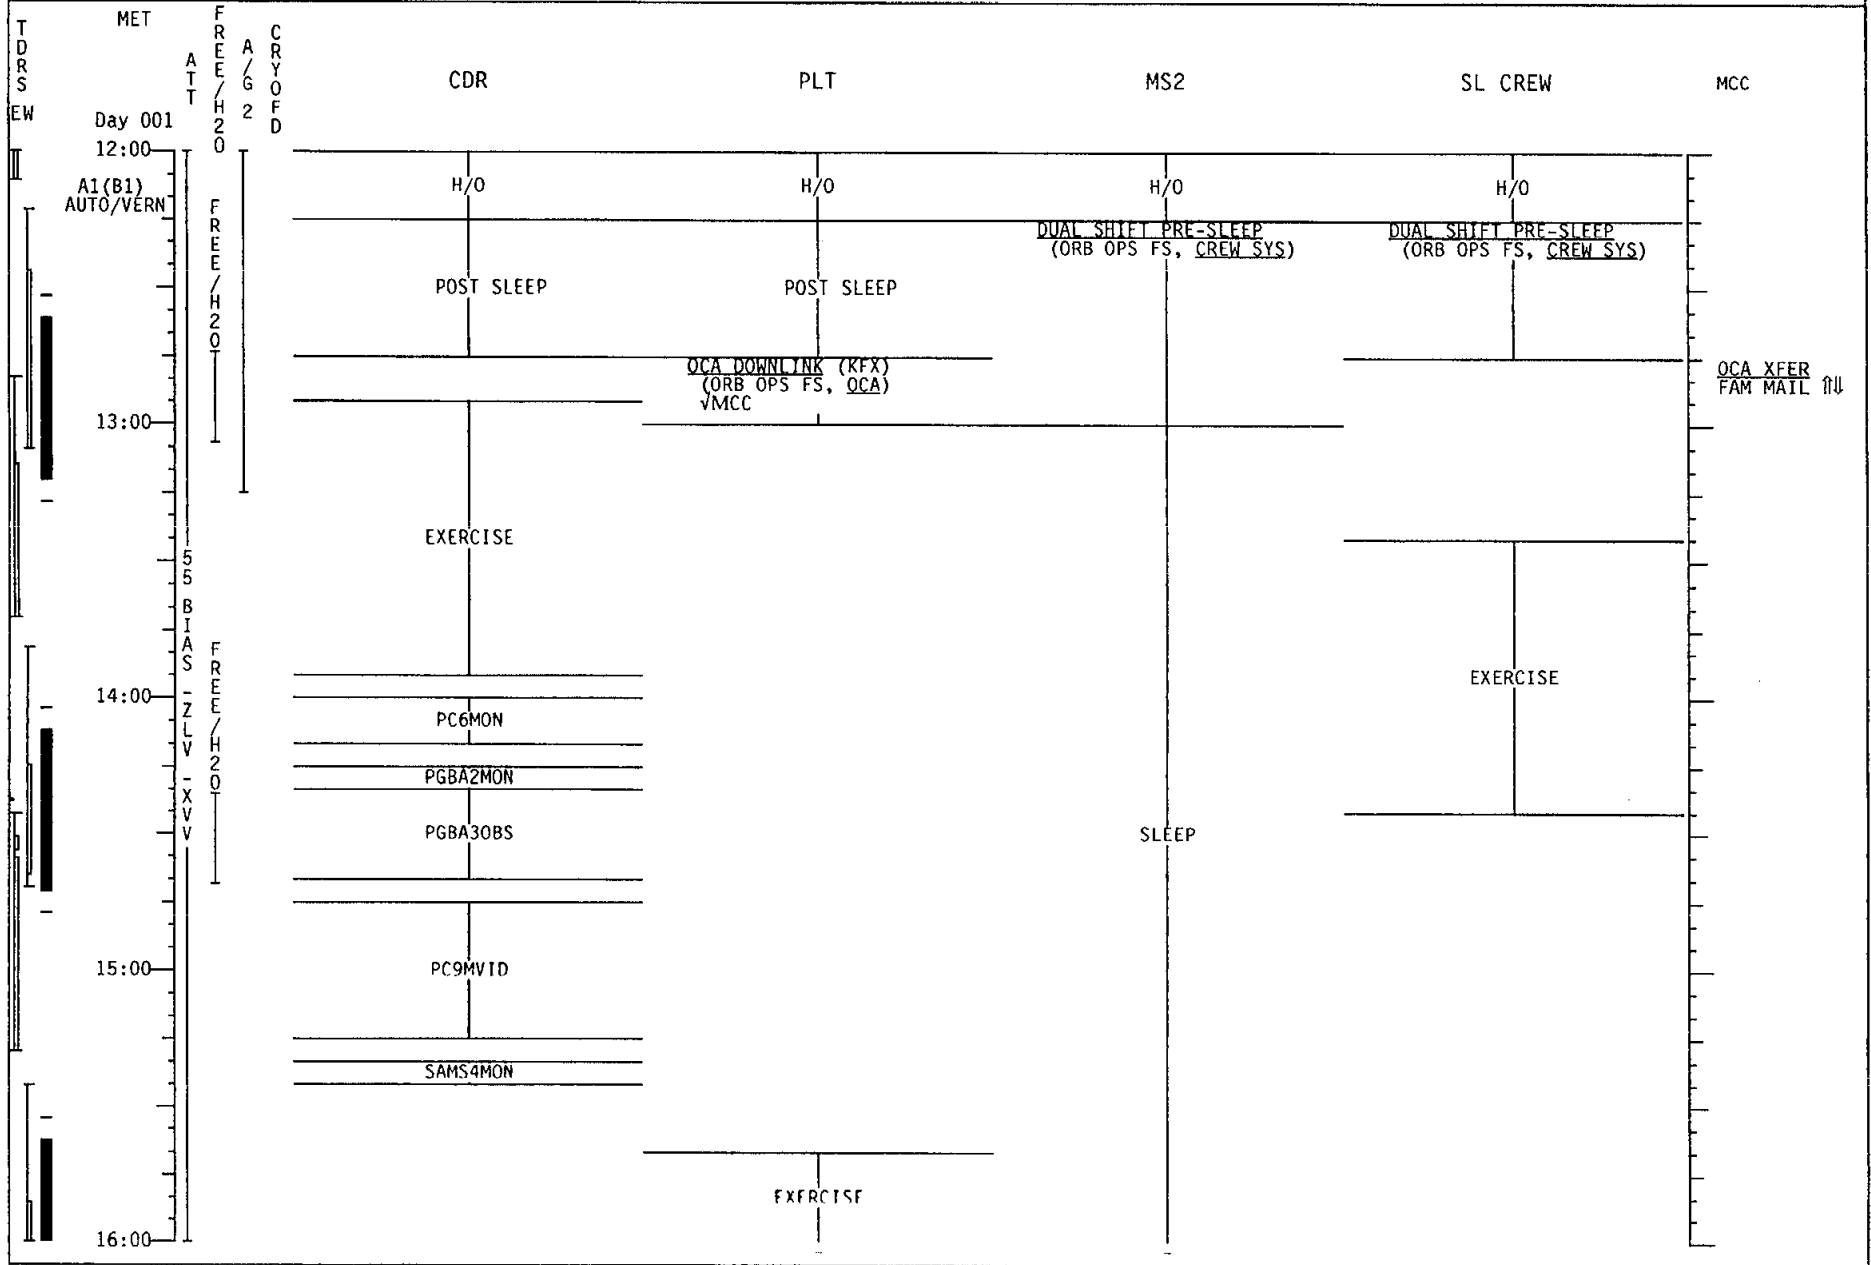 TDRS
EW
MET
ATT
FREE/H2O
A/G 2
CRYOFD
CDR
PLT
MS2
SL CREW
MCC
Day 001
12:00
A1(B1)
AUTO/VERN
FREE/H2O
H/O
H/O
H/O
H/O
DUAL SHIFT PRE-SLEEP
(ORB OPS FS, CREW SYS)
DUAL SHIFT PRE-SLEEP
(ORB OPS FS, CREW SYS)
POST SLEEP
POST SLEEP
OCA DOWNLINK (KFX)
(ORB OPS FS, OCA)
√MCC
OCA XFER
FAM MAIL ⇑⇓
13:00
EXERCISE
55 BIAS -ZLV -XVV
FREE/H2O
EXERCISE
14:00
PC6MON
PGBA2MON
PGBA3OBS
SLEEP
15:00
PC9MVID
SAMS4MON
EXERCISE
16:00